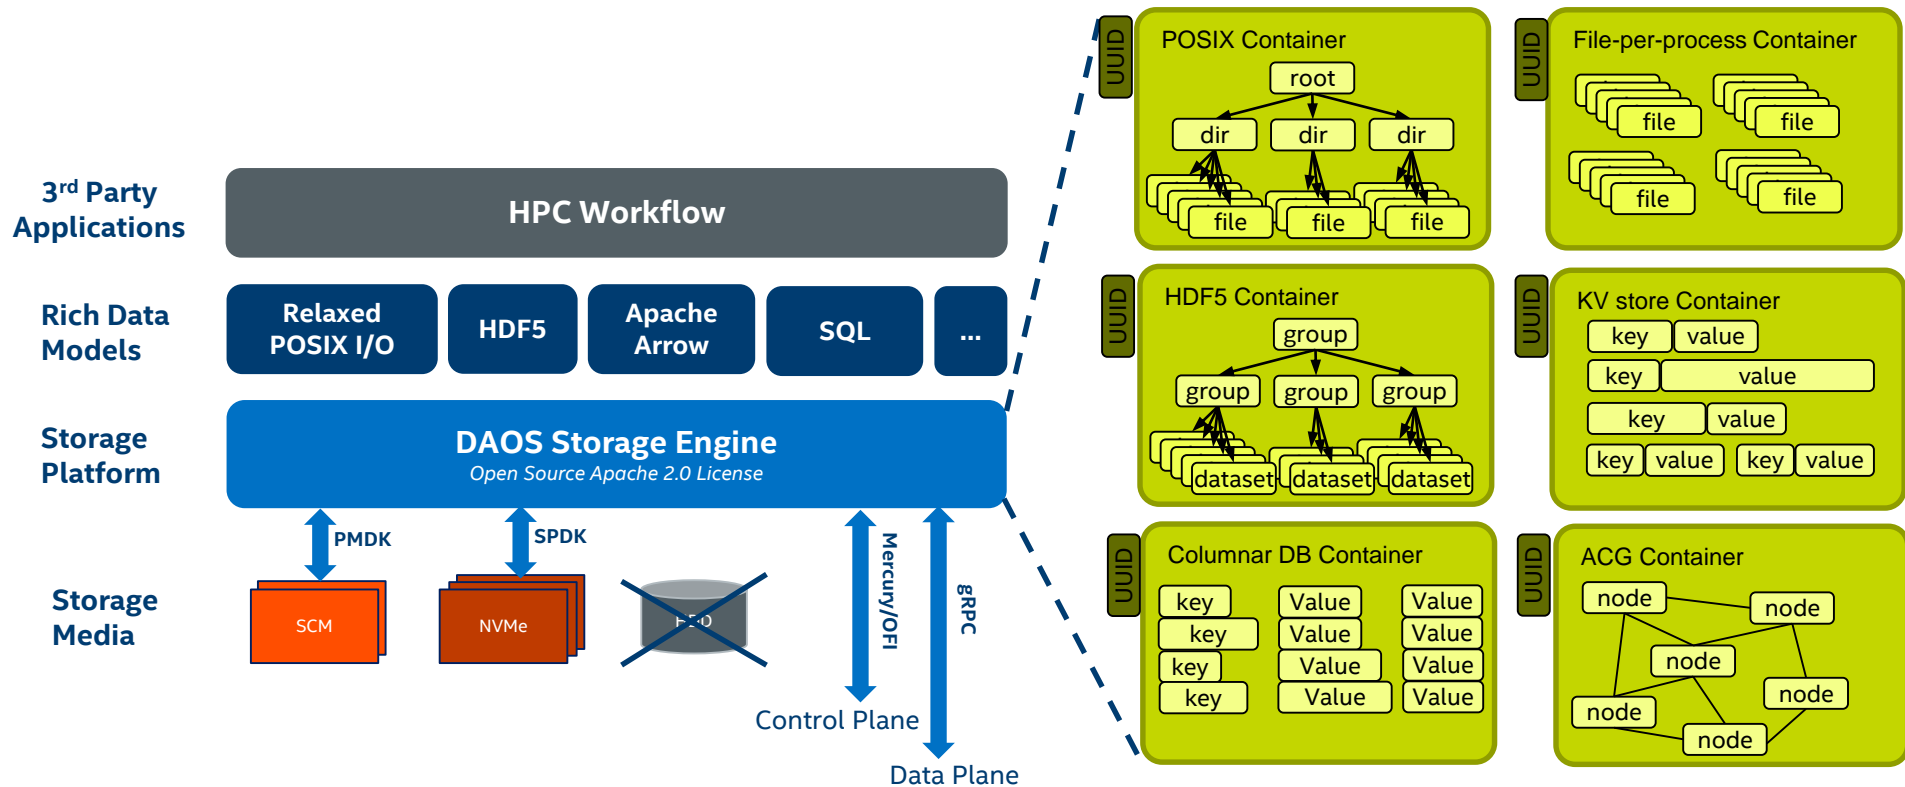 3rd Party
Applications
HPC Workflow
Rich Data
Models
Relaxed
POSIX I/O
HDF5
Apache
Arrow
SQL
...
Storage
Platform
DAOS Storage Engine
Open Source Apache 2.0 License
PMDK
SPDK
Mercury/OFI
gRPC
Storage
Media
SCM
NVMe
HDD
Control Plane
Data Plane
UUID
POSIX Container
root
dir
dir
dir
file
file
file
UUID
File-per-process Container
file
file
file
file
UUID
HDF5 Container
group
group
group
group
dataset
dataset
dataset
UUID
KV store Container
key value
key value
key value
key value key value
UUID
Columnar DB Container
key Value Value
key Value Value
key Value Value
key Value Value
UUID
ACG Container
node
node
node
node
node
node